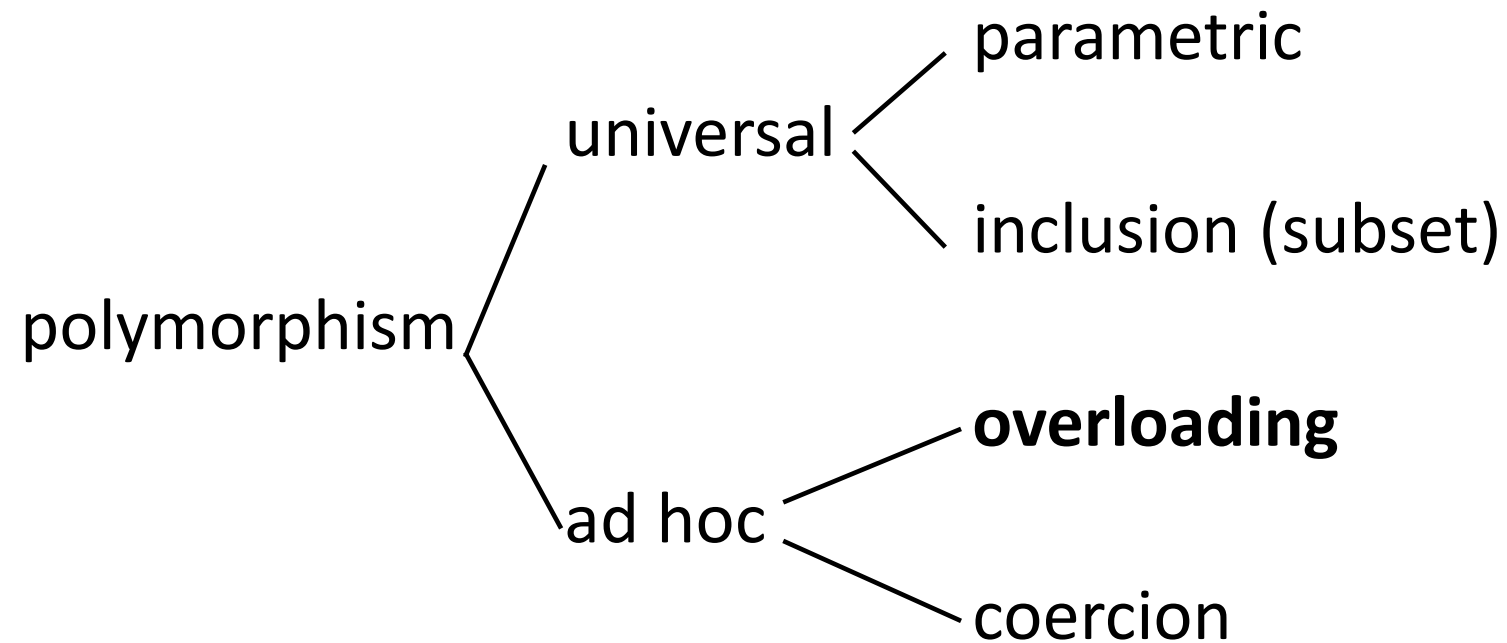 parametric
universal
inclusion (subset)
polymorphism
overloading
ad hoc
coercion